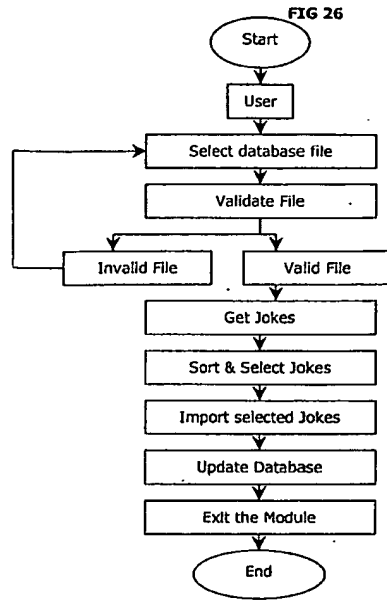 FIG 26
Start
User
Select database file
Validate File
Invalid File
Valid File
Get Jokes
Sort & Select Jokes
Import selected Jokes
Update Database
Exit the Module
End